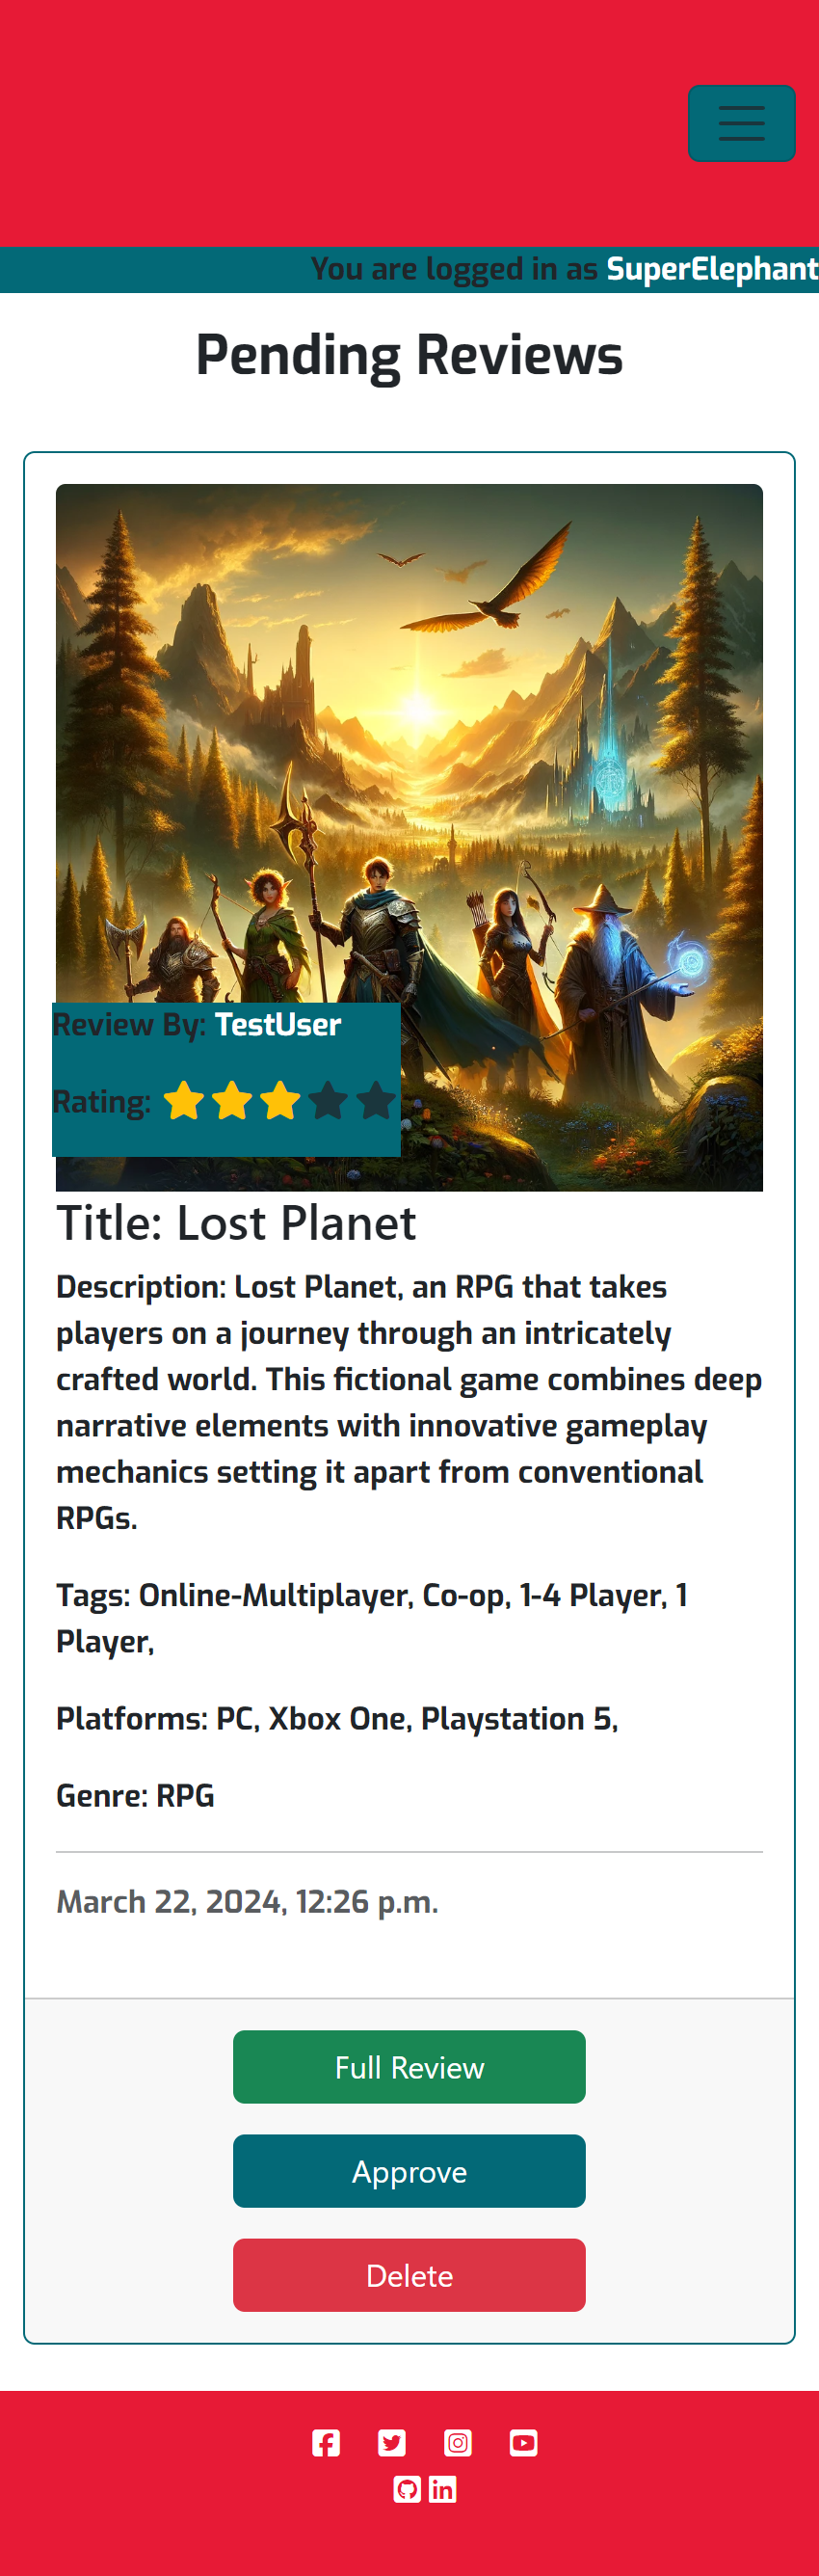 You are logged in as SuperElephant
Pending Reviews
Review By: TestUser
Rating:
Title: Lost Planet
Description: Lost Planet, an RPG that takes
players on a journey through an intricately
crafted world. This fictional game combines deep
narrative elements with innovative gameplay
mechanics setting it apart from conventional
RPGs.
Tags: Online-Multiplayer, Co-op, 1-4 Player, 1
Player,
Platforms: PC, Xbox One, Playstation 5,
Genre: RPG
March 22, 2024, 12:26 p.m.
Full Review
Approve
Delete